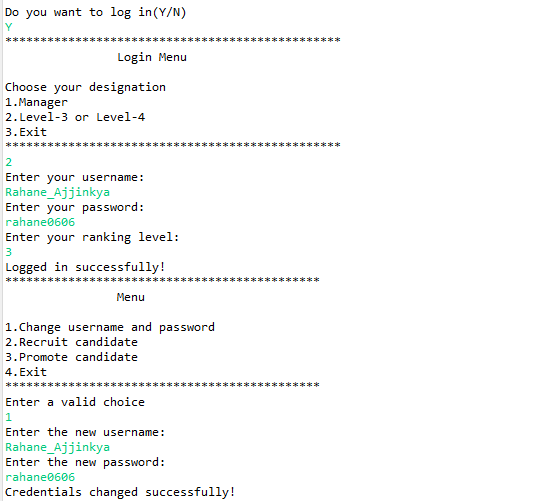 Do you want to log in(Y/N)
Y
************************************************
Login Menu
Choose your designation
1.Manager
2.Level-3 or Level-4
3.Exit
************************************************
2
Enter your username:
Rahane_Ajjinkya
Enter your password:
rahane0606
Enter your ranking level:
3
Logged in successfully!
*********************************************
Menu
1.Change username and password
2.Recruit candidate
3.Promote candidate
4.Exit
*********************************************
Enter a valid choice
1
Enter the new username:
Rahane_Ajjinkya
Enter the new password:
rahane0606
Credentials changed successfully!